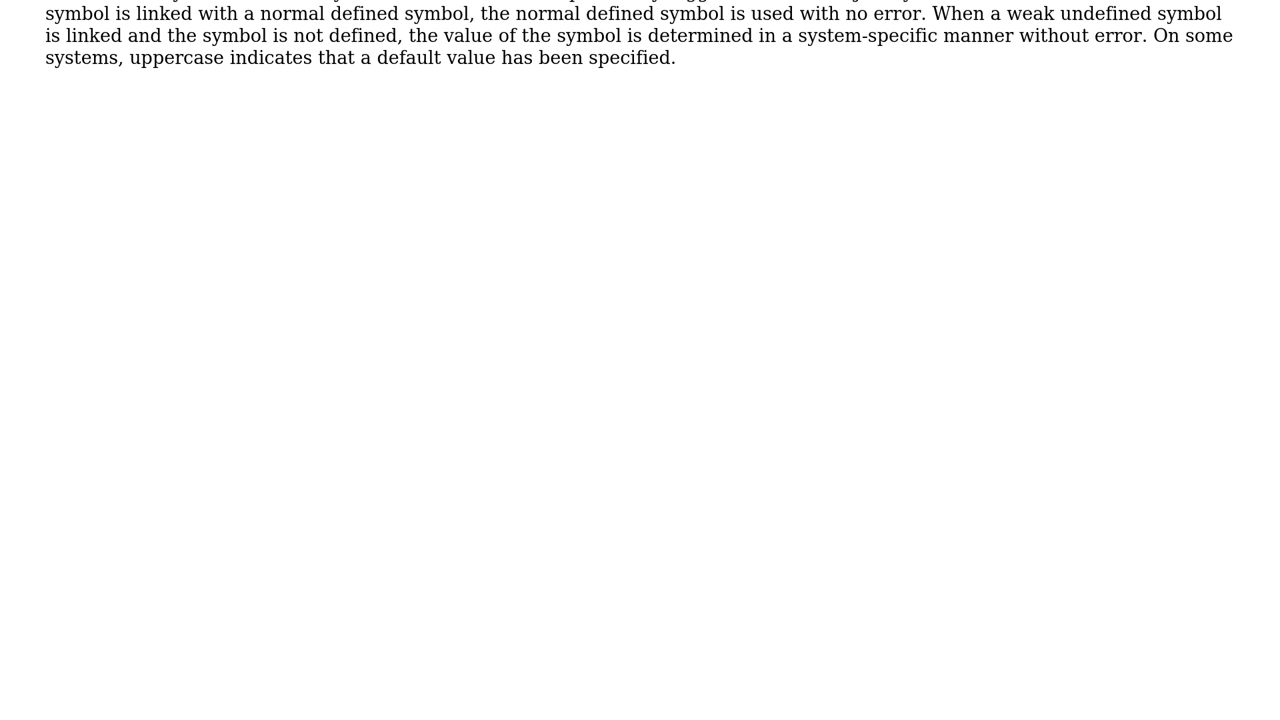 symbol is linked with a normal defined symbol, the normal defined symbol is used with no error. When a weak undefined symbol
is linked and the symbol is not defined, the value of the symbol is determined in a system-specific manner without error. On some
systems, uppercase indicates that a default value has been specified.